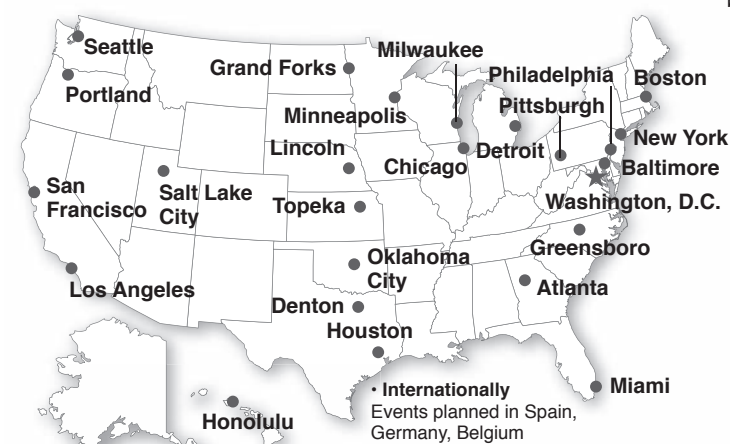 Seattle
Milwaukee
Grand Forks
Philadelphia
Boston
Portland
Pittsburgh
Minneapolis
New York
Lincoln
Chicago
Detroit
Baltimore
San
Francisco
Salt Lake
City
Topeka
Washington, D.C.
Greensboro
Oklahoma
City
Los Angeles
Atlanta
Denton
Houston
Miami
• Internationally
Events planned in Spain,
Germany, Belgium
Honolulu